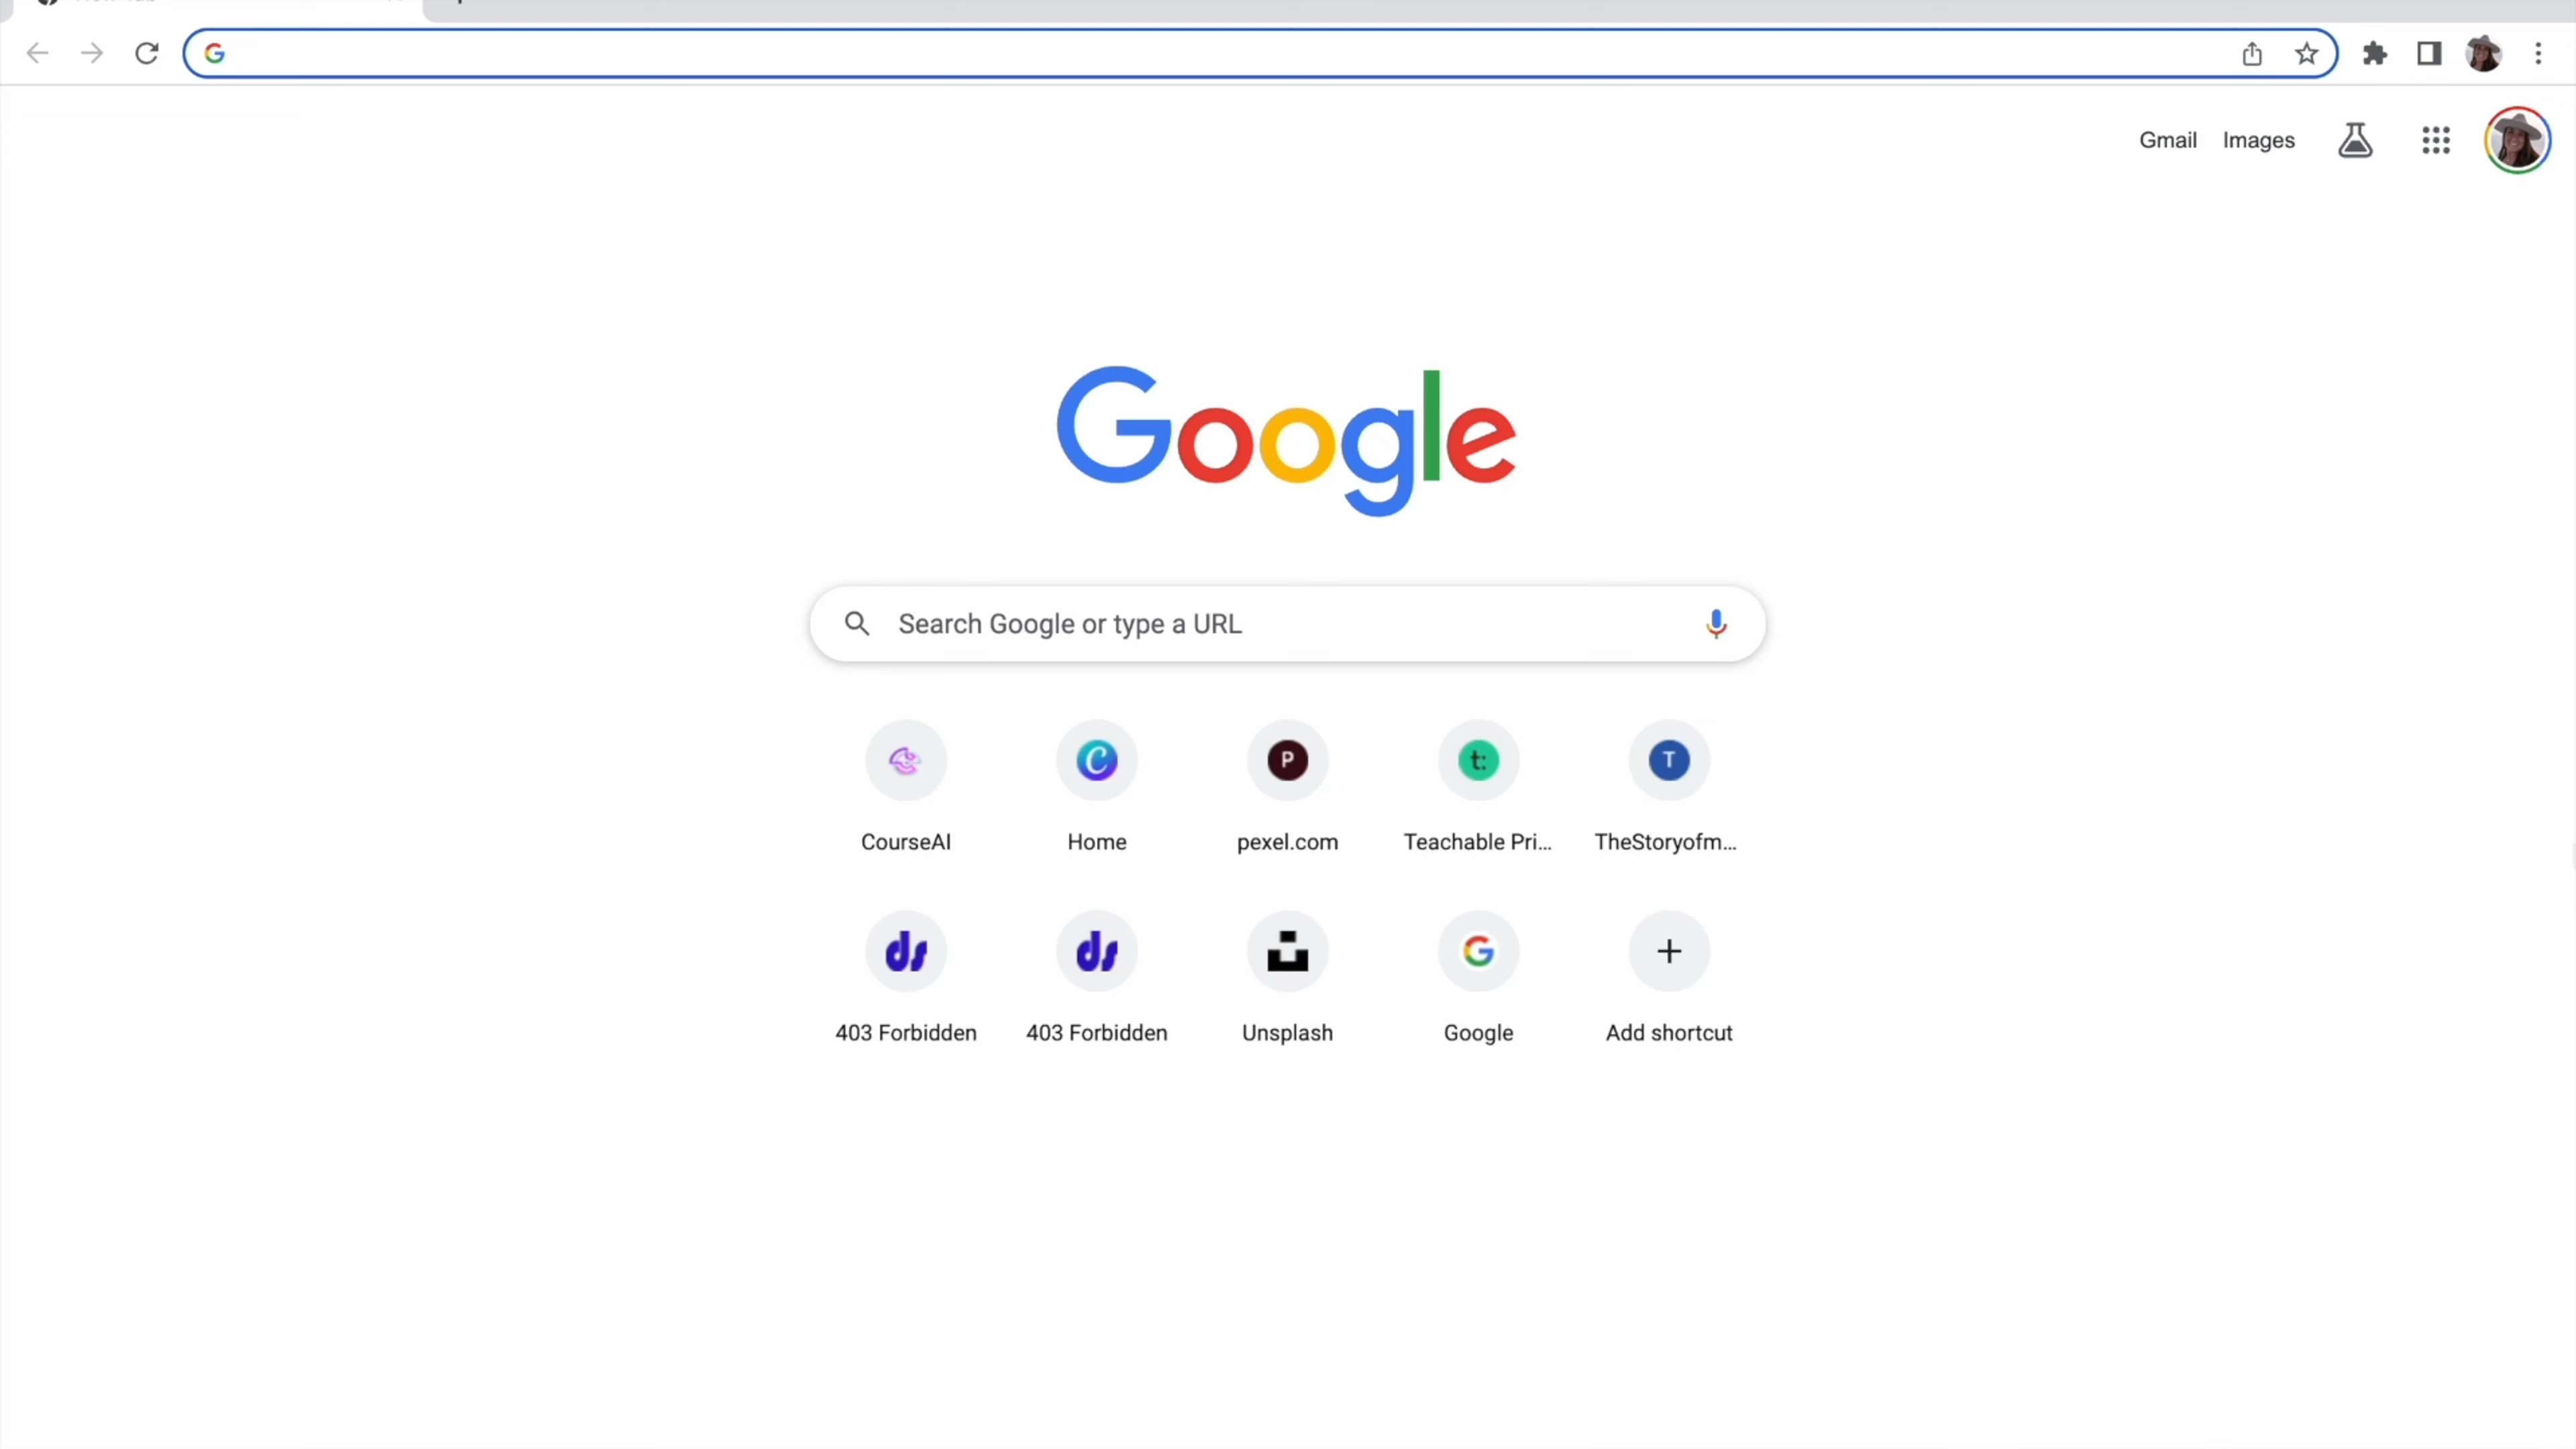 Gmail Images
Google
Search Google or type a URL
CourseAI
Home
pexel.com
Teachable Pri...
TheStoryofm...
403 Forbidden
403 Forbidden
Unsplash
Google
Add shortcut